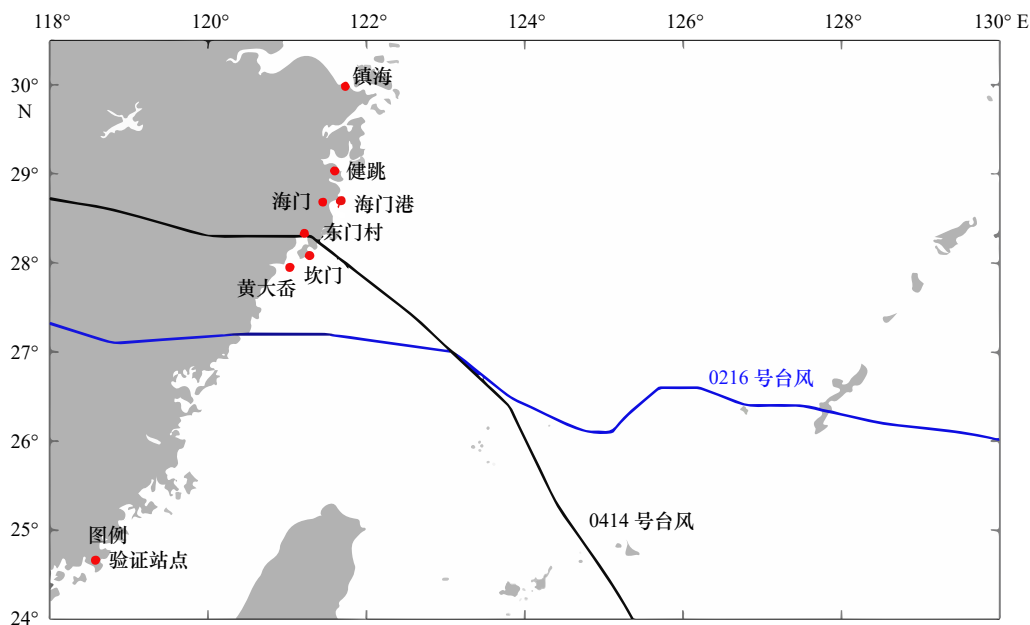 118° 120° 122° 124° 126° 128° 130° E
30°
N
镇海
29°
健跳
海门
海门港
东门村
28°
坎门
黄大岙
27°
0216 号台风
26°
25°
0414 号台风
图例
验证站点
24°